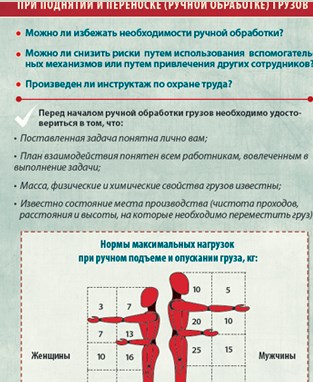 ПРИ ПОДНЯТИИ И ПЕРЕНОСКЕ (РУЧНОЙ ОБРАБОТКЕ) ГРУЗОВ
• Можно ли избежать необходимости ручной обработки?
• Можно ли снизить риски путем использования вспомогатель-
ных механизмов или путем привлечения других сотрудников?
• Произведен ли инструктаж по охране труда?
Перед началом ручной обработки грузов необходимо удосто-
вериться в том, что:
• Поставленная задача понятна лично вам;
• План взаимодействия понятен всем работникам, вовлеченным в
выполнение задачи;
• Масса, физические и химические свойства грузов известны;
• Известно состояние места производства (чистота проходов,
расстояния и высоты, на которые необходимо переместить груз)
Нормы максимальных нагрузок
при ручном подъеме и опускании груза, кг:
3 7 10 5
7 13 20 10
Женщины 10 16 25 15 Мужчины